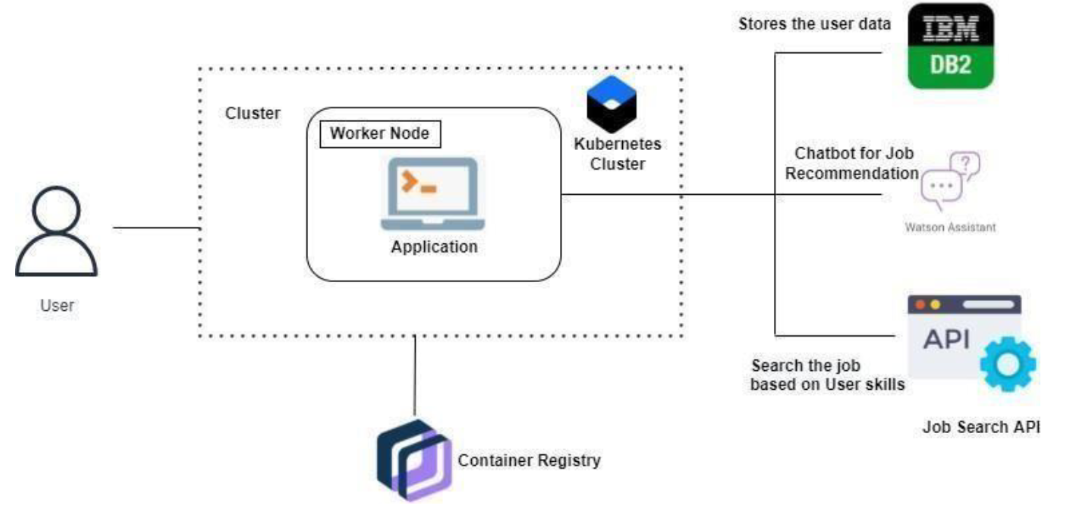 Stores the user data
IBM
DB2
Cluster
Worker Node
Kubernetes
Cluster
Application
Chatbot for Job
Recommendation
?
Watson Assistant
User
API
Search the job
based on User skills
Job Search API
Container Registry